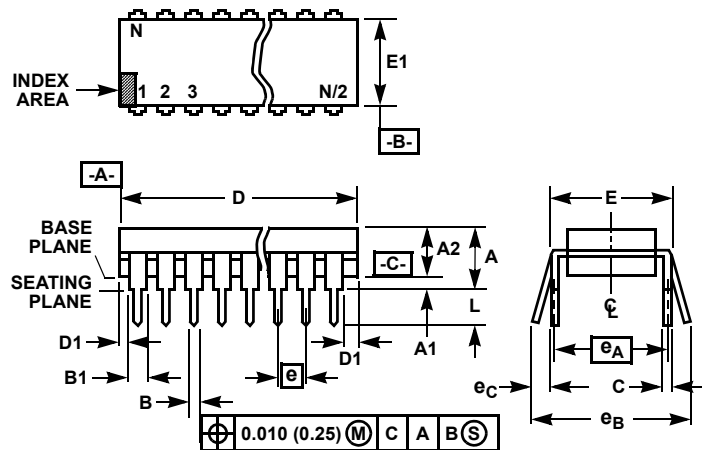 N
E1
INDEX
AREA
1 2 3 N/2
-B-
-A-
D
E
BASE
PLANE
A2
A
-C-
SEATING
PLANE
L
C
L
D1
A1
D1
e
eA
B1
eC
C
B
eB
0.010 (0.25) Ⓜ C A B Ⓢ